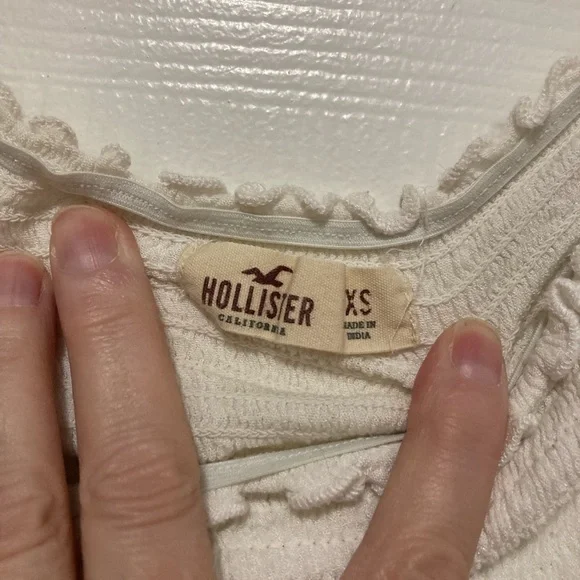 HOLLISTER
CALIFORNIA
XS
MADE IN
INDIA